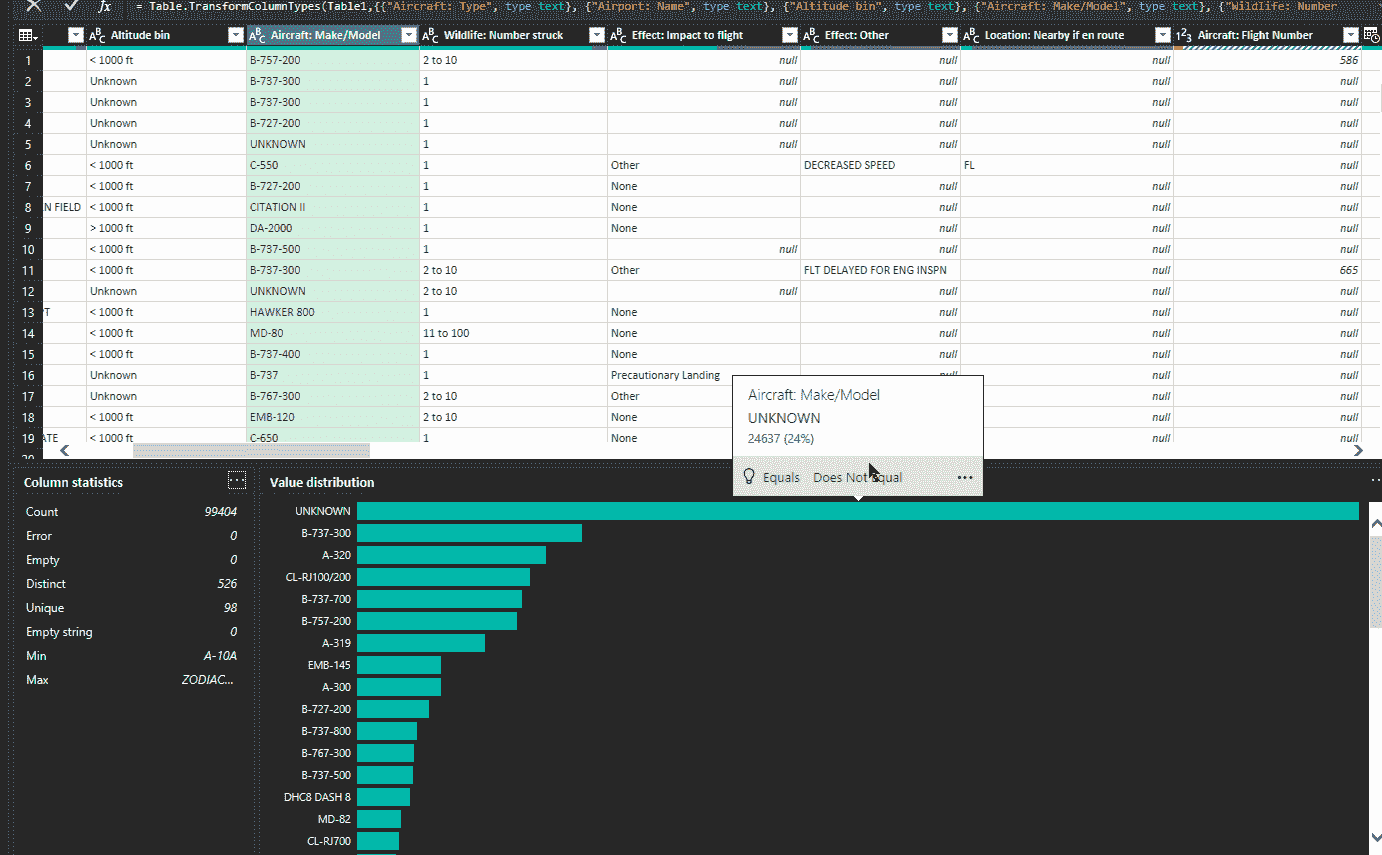 fx = Table.TransformColumnTypes(Table1,{{"Aircraft: Type", type text}, {"Airport: Name", type text}, {"Altitude bin", type text}, {"Aircraft: Make/Model", type text}, {"Wildlife: Number
ABC Altitude bin ABC Aircraft: Make/Model ABC Wildlife: Number struck ABC Effect: Impact to flight ABC Effect: Other ABC Location: Nearby if en route 123 Aircraft: Flight Number
1 < 1000 ft B-757-200 2 to 10 null null null 586
2 Unknown B-737-300 1 null null null null
3 Unknown B-737-300 1 null null null null
4 Unknown B-727-200 1 null null null null
5 Unknown UNKNOWN 1 null null null null
6 < 1000 ft C-550 1 Other DECREASED SPEED FL null
7 < 1000 ft B-727-200 1 None null null null
8 N FIELD < 1000 ft CITATION II 1 None null null null
9 > 1000 ft DA-2000 1 None null null null
10 < 1000 ft B-737-500 1 null null null null
11 < 1000 ft B-737-300 2 to 10 Other FLT DELAYED FOR ENG INSPN null 665
12 Unknown UNKNOWN 2 to 10 null null null null
13 < 1000 ft HAWKER 800 1 None null null null
14 < 1000 ft MD-80 11 to 100 None null null null
15 < 1000 ft B-737-400 1 None null null null
16 Unknown B-737 1 Precautionary Landing null null null
17 Unknown B-767-300 2 to 10 Other null null
18 < 1000 ft EMB-120 2 to 10 None null null
19 ATE < 1000 ft C-650 1 None null null
Aircraft: Make/Model
UNKNOWN
24637 (24%)
Equals Does Not Equal ...
Column statistics ...
Count 99404
Error 0
Empty 0
Distinct 526
Unique 98
Empty string 0
Min A-10A
Max ZODIAC...
Value distribution
UNKNOWN
B-737-300
A-320
CL-RJ100/200
B-737-700
B-757-200
A-319
EMB-145
A-300
B-727-200
B-737-800
B-767-300
B-737-500
DHC8 DASH 8
MD-82
CL-RJ700